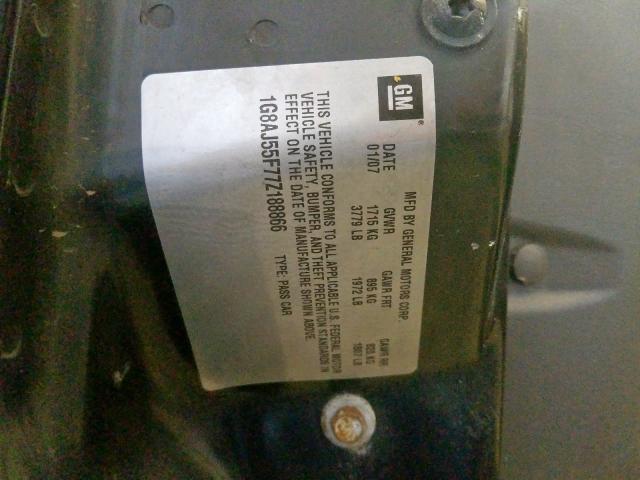 GM
MFD BY GENERAL MOTORS CORP.
DATE GVWR GAWR FRT GAWR RR
01/07 1715 KG 895 KG 820 KG
3779 LB 1972 LB 1807 LB
THIS VEHICLE CONFORMS TO ALL APPLICABLE U.S. FEDERAL MOTOR
VEHICLE SAFETY, BUMPER, AND THEFT PREVENTION STANDARDS IN
EFFECT ON THE DATE OF MANUFACTURE SHOWN ABOVE.
1G8AJ55F77Z188866 TYPE: PASS CAR